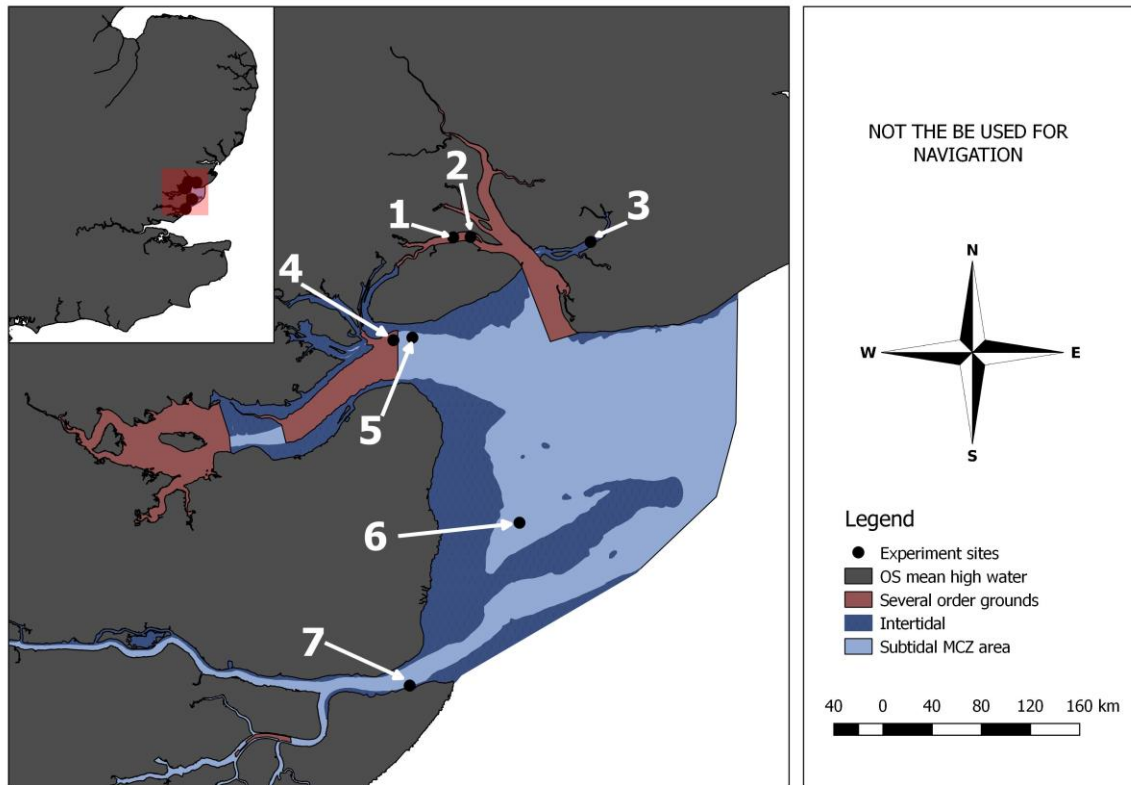 1
2
3
4
5
6
7
NOT THE BE USED FOR
NAVIGATION
N
W
E
S
Legend
Experiment sites
OS mean high water
Several order grounds
Intertidal
Subtidal MCZ area
40 0 40 80 120 160 km